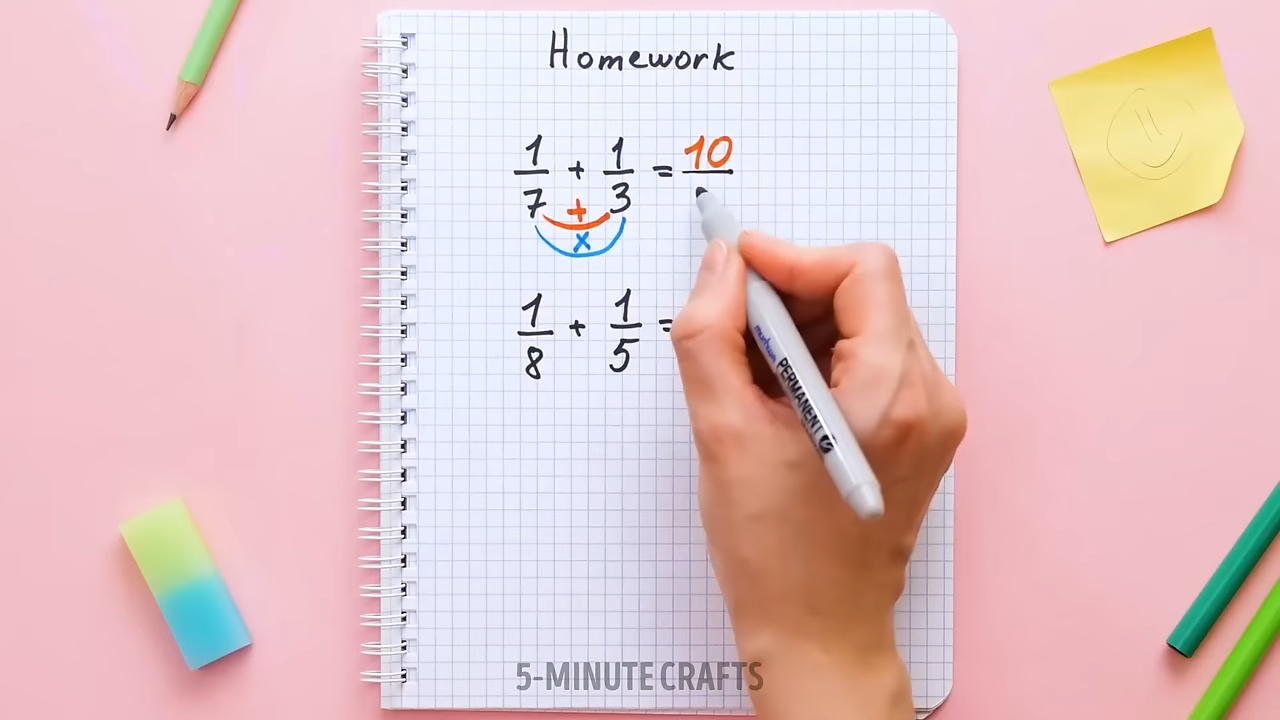 Homework
1/7 + 1/3 = 10/
+
x
1/8 + 1/5 =
PERMANENT
5-MINUTE CRAFTS